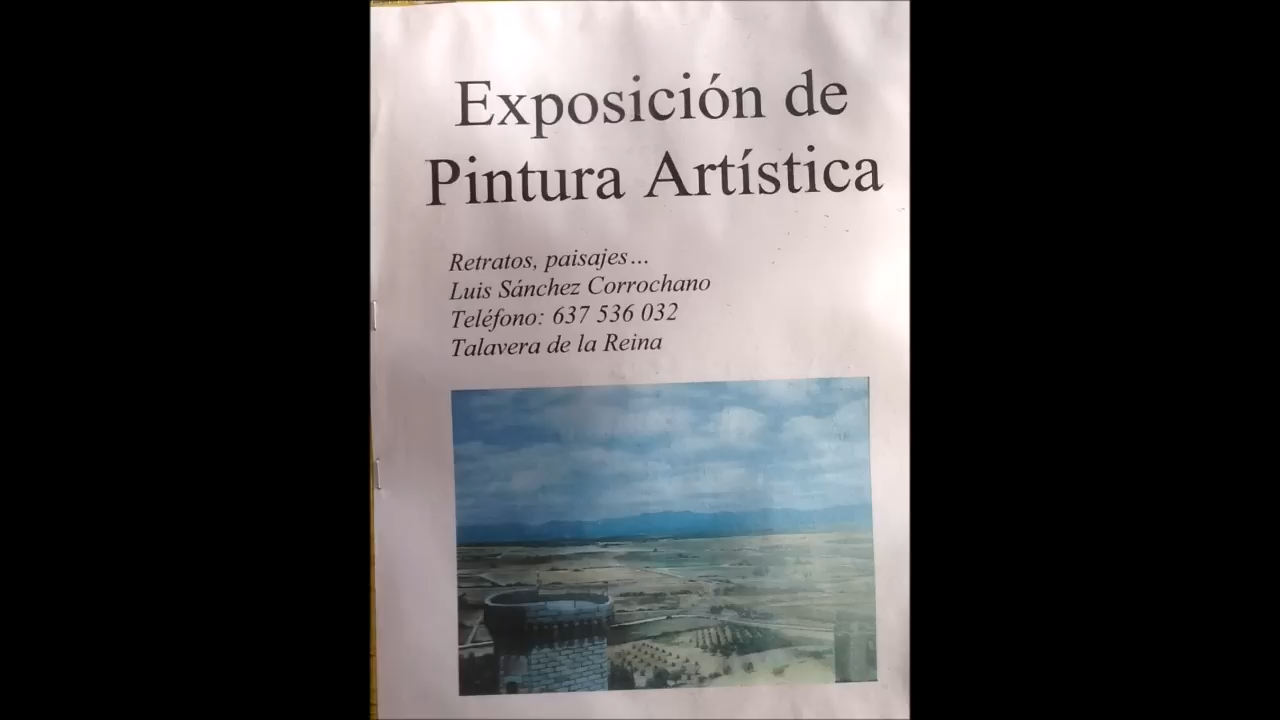 Exposición de
Pintura Artística
Retratos, paisajes...
Luis Sánchez Corrochano
Teléfono: 637 536 032
Talavera de la Reina